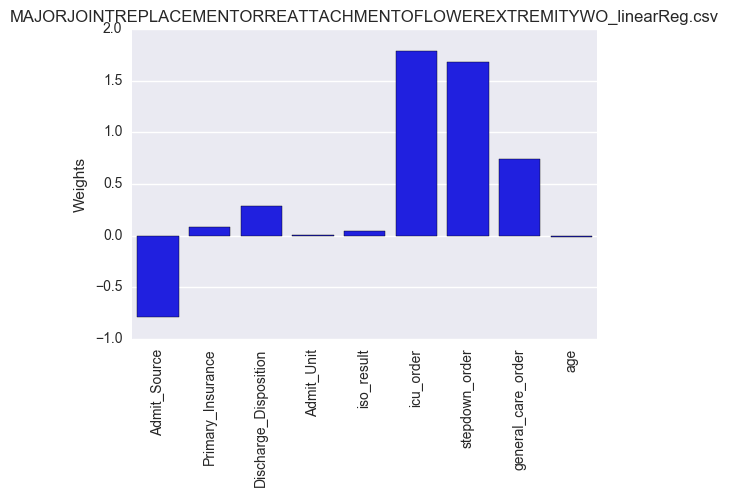 MAJORJOINTREPLACEMENTORREATTACHMENTOFLOWEREXTREMITYWO_linearReg.csv
2.0
1.5
1.0
0.5
0.0
−0.5
−1.0
Weights
Admit_Source
Primary_Insurance
Discharge_Disposition
Admit_Unit
iso_result
icu_order
stepdown_order
general_care_order
age